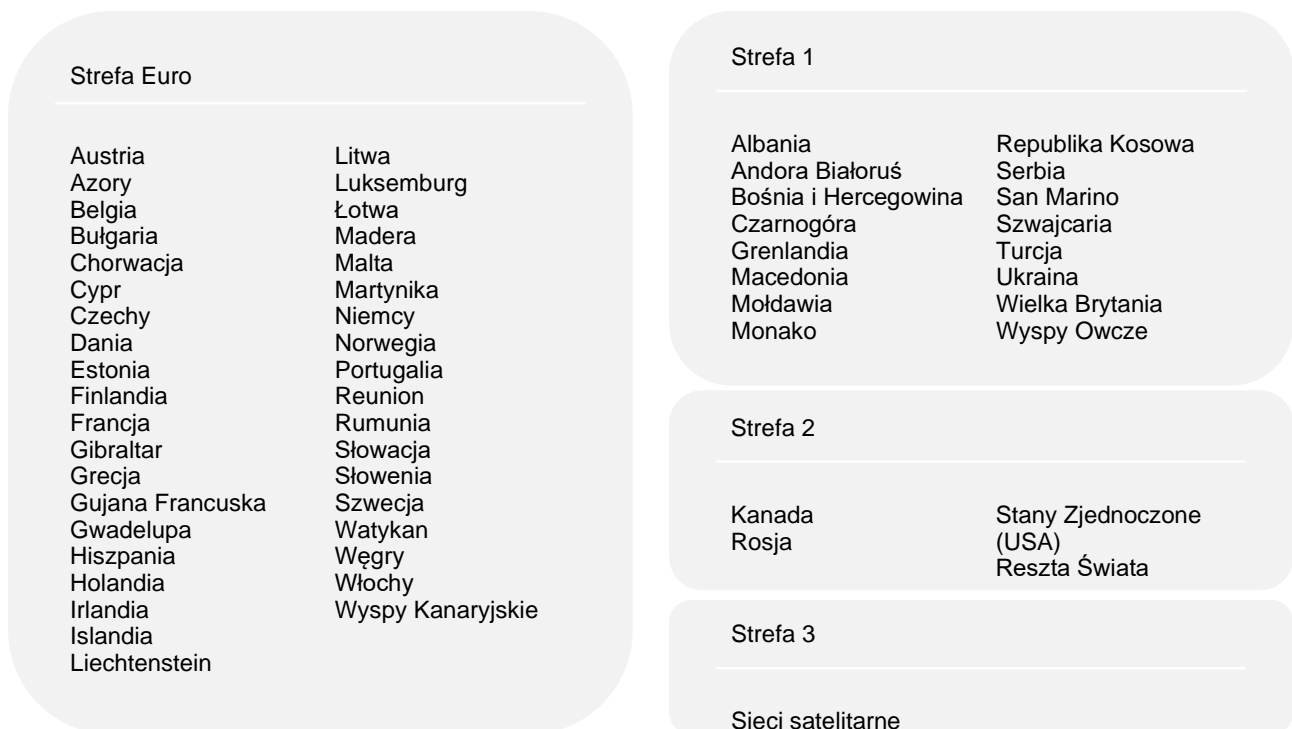 Strefa Euro
Austria
Azory
Belgia
Bułgaria
Chorwacja
Cypr
Czechy
Dania
Estonia
Finlandia
Francja
Gibraltar
Grecja
Gujana Francuska
Gwadelupa
Hiszpania
Holandia
Irlandia
Islandia
Liechtenstein
Litwa
Luksemburg
Łotwa
Madera
Malta
Martynika
Niemcy
Norwegia
Portugalia
Reunion
Rumunia
Słowacja
Słowenia
Szwecja
Watykan
Węgry
Włochy
Wyspy Kanaryjskie
Strefa 1
Albania
Andora Białoruś
Bośnia i Hercegowina
Czarnogóra
Grenlandia
Macedonia
Mołdawia
Monako
Republika Kosowa
Serbia
San Marino
Szwajcaria
Turcja
Ukraina
Wielka Brytania
Wyspy Owcze
Strefa 2
Kanada
Rosja
Stany Zjednoczone
(USA)
Reszta Świata
Strefa 3
Sieci satelitarne